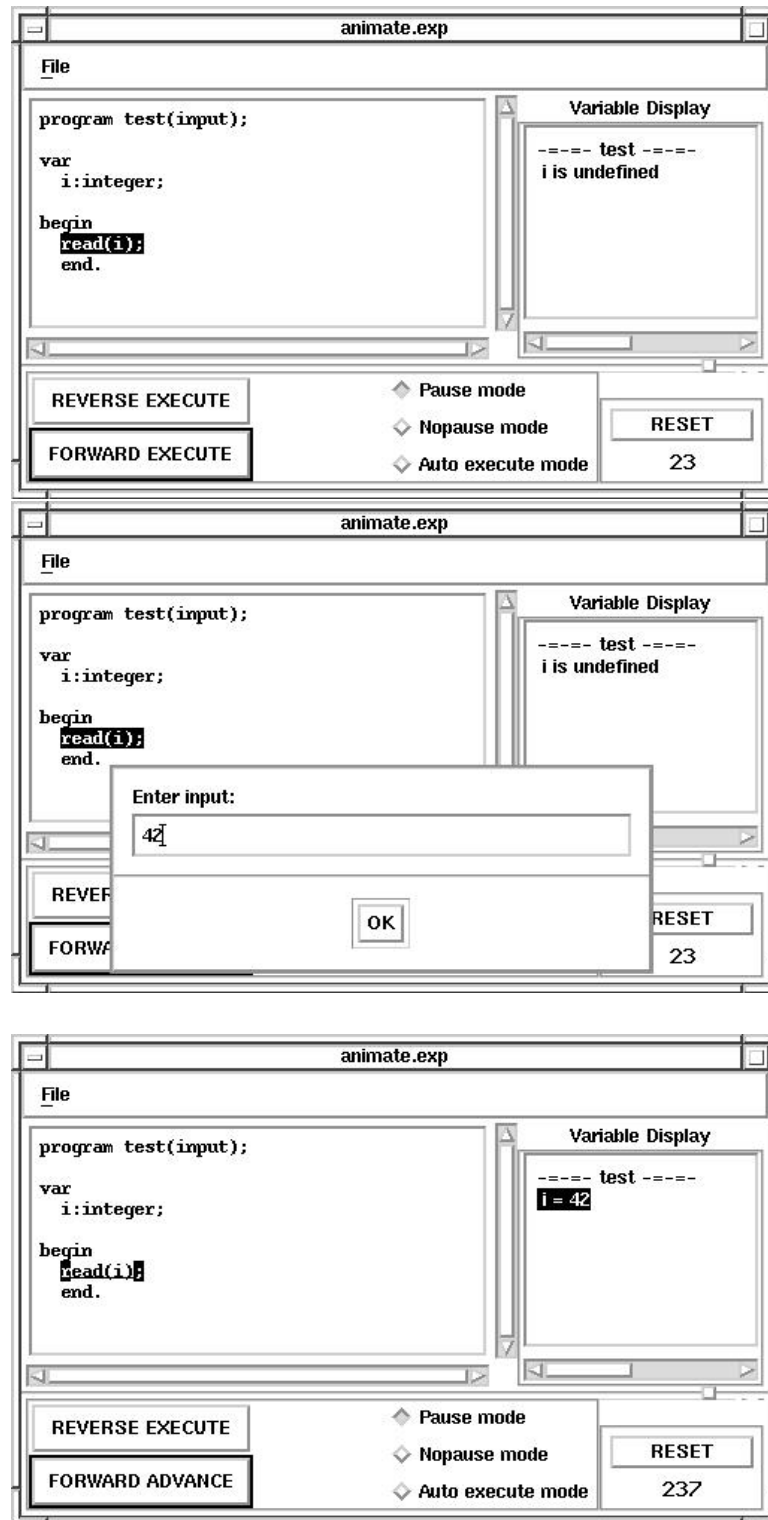 animate.exp
File
program test(input);
var
i:integer;
begin
read(i);
end.
Variable Display
-=-=- test -=-=-
i is undefined
REVERSE EXECUTE
FORWARD EXECUTE
Pause mode
Nopause mode
Auto execute mode
RESET
23
animate.exp
File
program test(input);
var
i:integer;
begin
read(i);
end.
Variable Display
-=-=- test -=-=-
i is undefined
Enter input:
42
OK
REVER
FORWA
RESET
23
animate.exp
File
program test(input);
var
i:integer;
begin
read(i);
end.
Variable Display
-=-=- test -=-=-
i = 42
REVERSE EXECUTE
FORWARD ADVANCE
Pause mode
Nopause mode
Auto execute mode
RESET
237